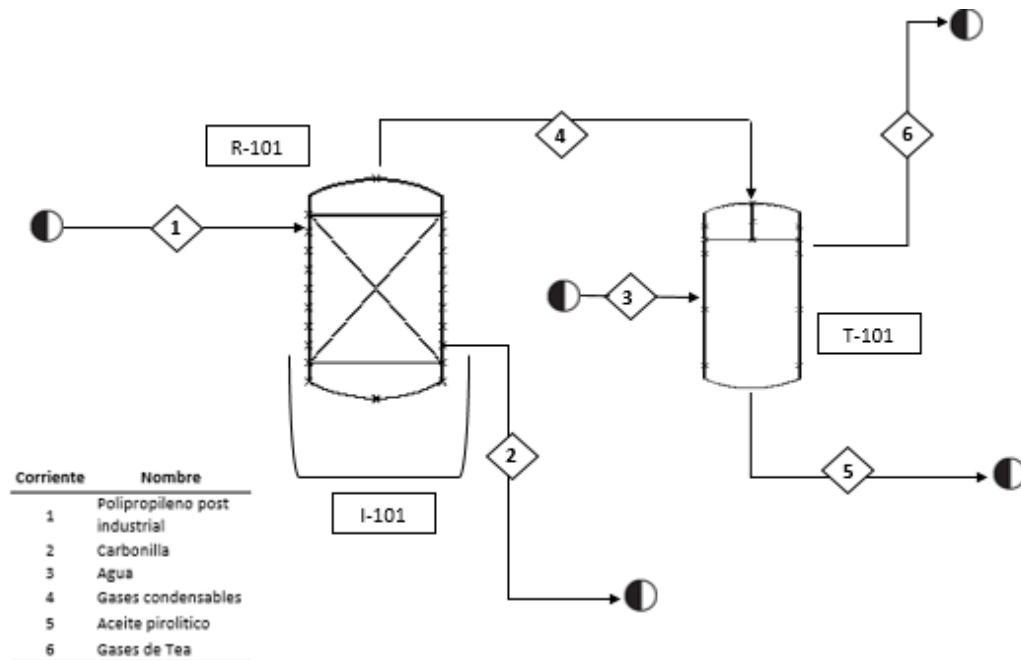 6
4
R-101
1
3
T-101
2
5
I-101
Corriente Nombre
1 Polipropileno post
industrial
2 Carbonilla
3 Agua
4 Gases condensables
5 Aceite pirolitico
6 Gases de Tea